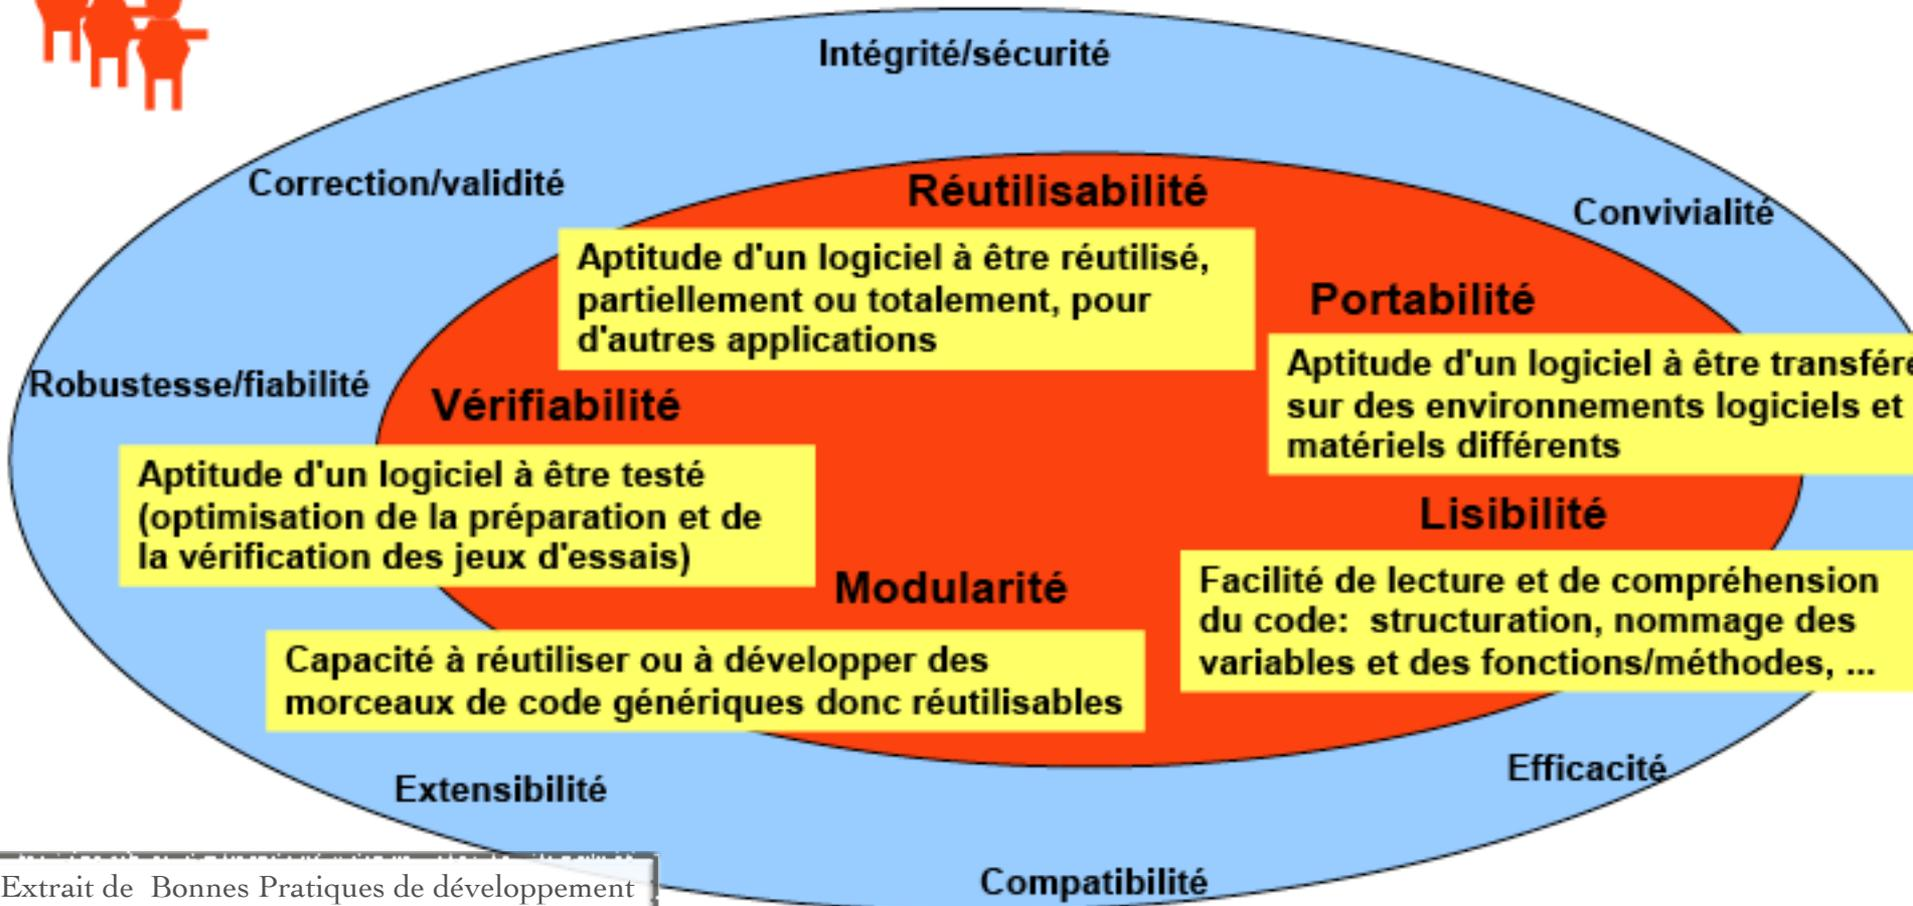 Intégrité/sécurité
Correction/validité
Réutilisabilité
Convivialité
Aptitude d'un logiciel à être réutilisé,
partiellement ou totalement, pour
d'autres applications
Portabilité
Aptitude d'un logiciel à être transféré
sur des environnements logiciels et
matériels différents
Robustesse/fiabilité
Vérifiabilité
Aptitude d'un logiciel à être testé
(optimisation de la préparation et de
la vérification des jeux d'essais)
Lisibilité
Facilité de lecture et de compréhension
du code: structuration, nommage des
variables et des fonctions/méthodes, ...
Modularité
Capacité à réutiliser ou à développer des
morceaux de code génériques donc réutilisables
Efficacité
Extensibilité
Compatibilité
Extrait de Bonnes Pratiques de développement